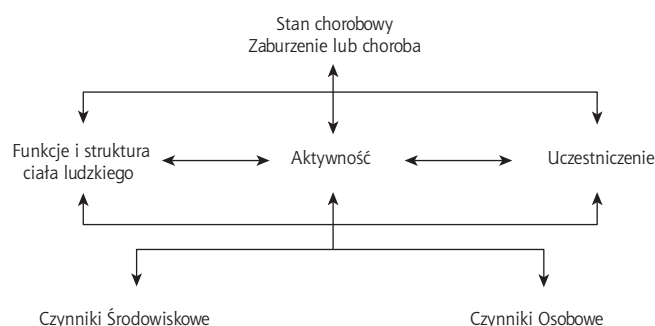 Stan chorobowy
Zaburzenie lub choroba
Funkcje i struktura
ciała ludzkiego
Aktywność
Uczestniczenie
Czynniki Środowiskowe
Czynniki Osobowe